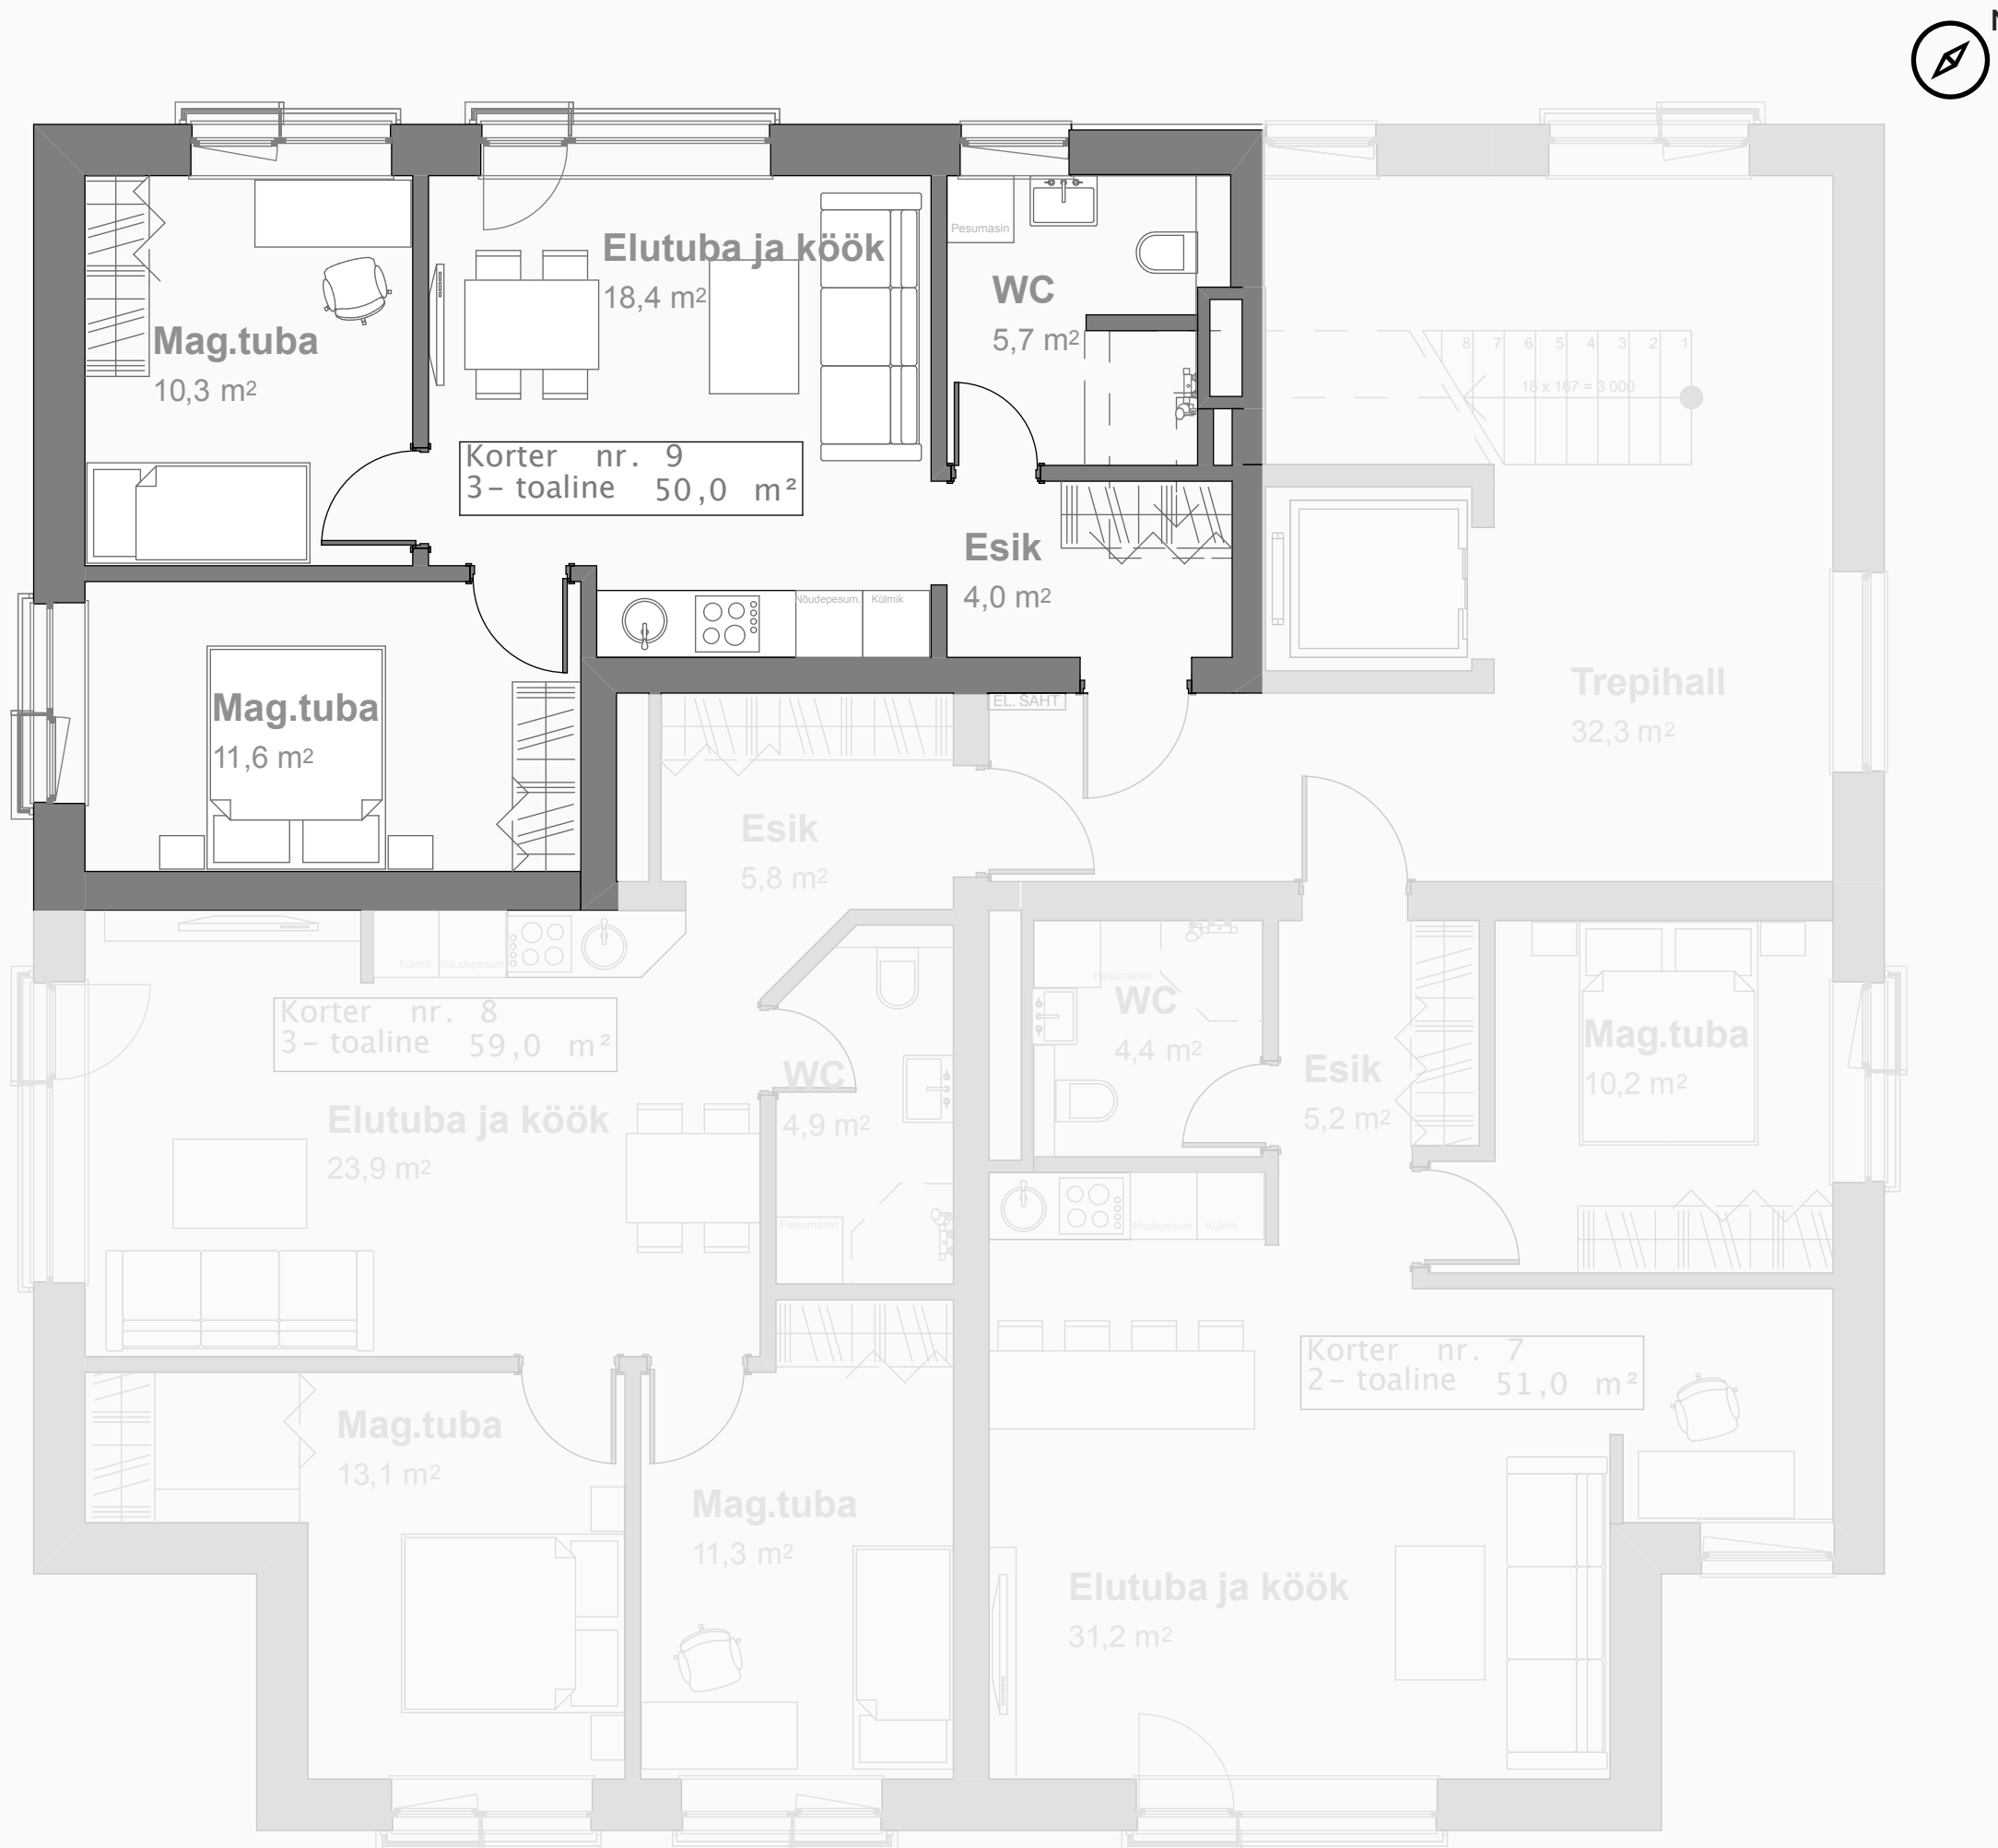 N
Elutuba ja köök
18,4 m²
Pesumasin
WC
5,7 m²
Mag.tuba
10,3 m²
8 7 6 5 4 3 2 1
18 x 167 = 3 000
Korter nr. 9
3- toaline 50,0 m²
Esik
4,0 m²
Nõudepesum.
Külmik
Mag.tuba
11,6 m²
EL. ŠAHT
Trepihall
32,3 m²
Esik
5,8 m²
Külmik
Nõudepesum.
Korter nr. 8
3- toaline 59,0 m²
Elutuba ja köök
23,9 m²
WC
4,9 m²
Pesumasin
Pesumasin
WC
4,4 m²
Esik
5,2 m²
Mag.tuba
10,2 m²
Nõudepesum.
Külmik
Korter nr. 7
2- toaline 51,0 m²
Mag.tuba
13,1 m²
Mag.tuba
11,3 m²
Elutuba ja köök
31,2 m²